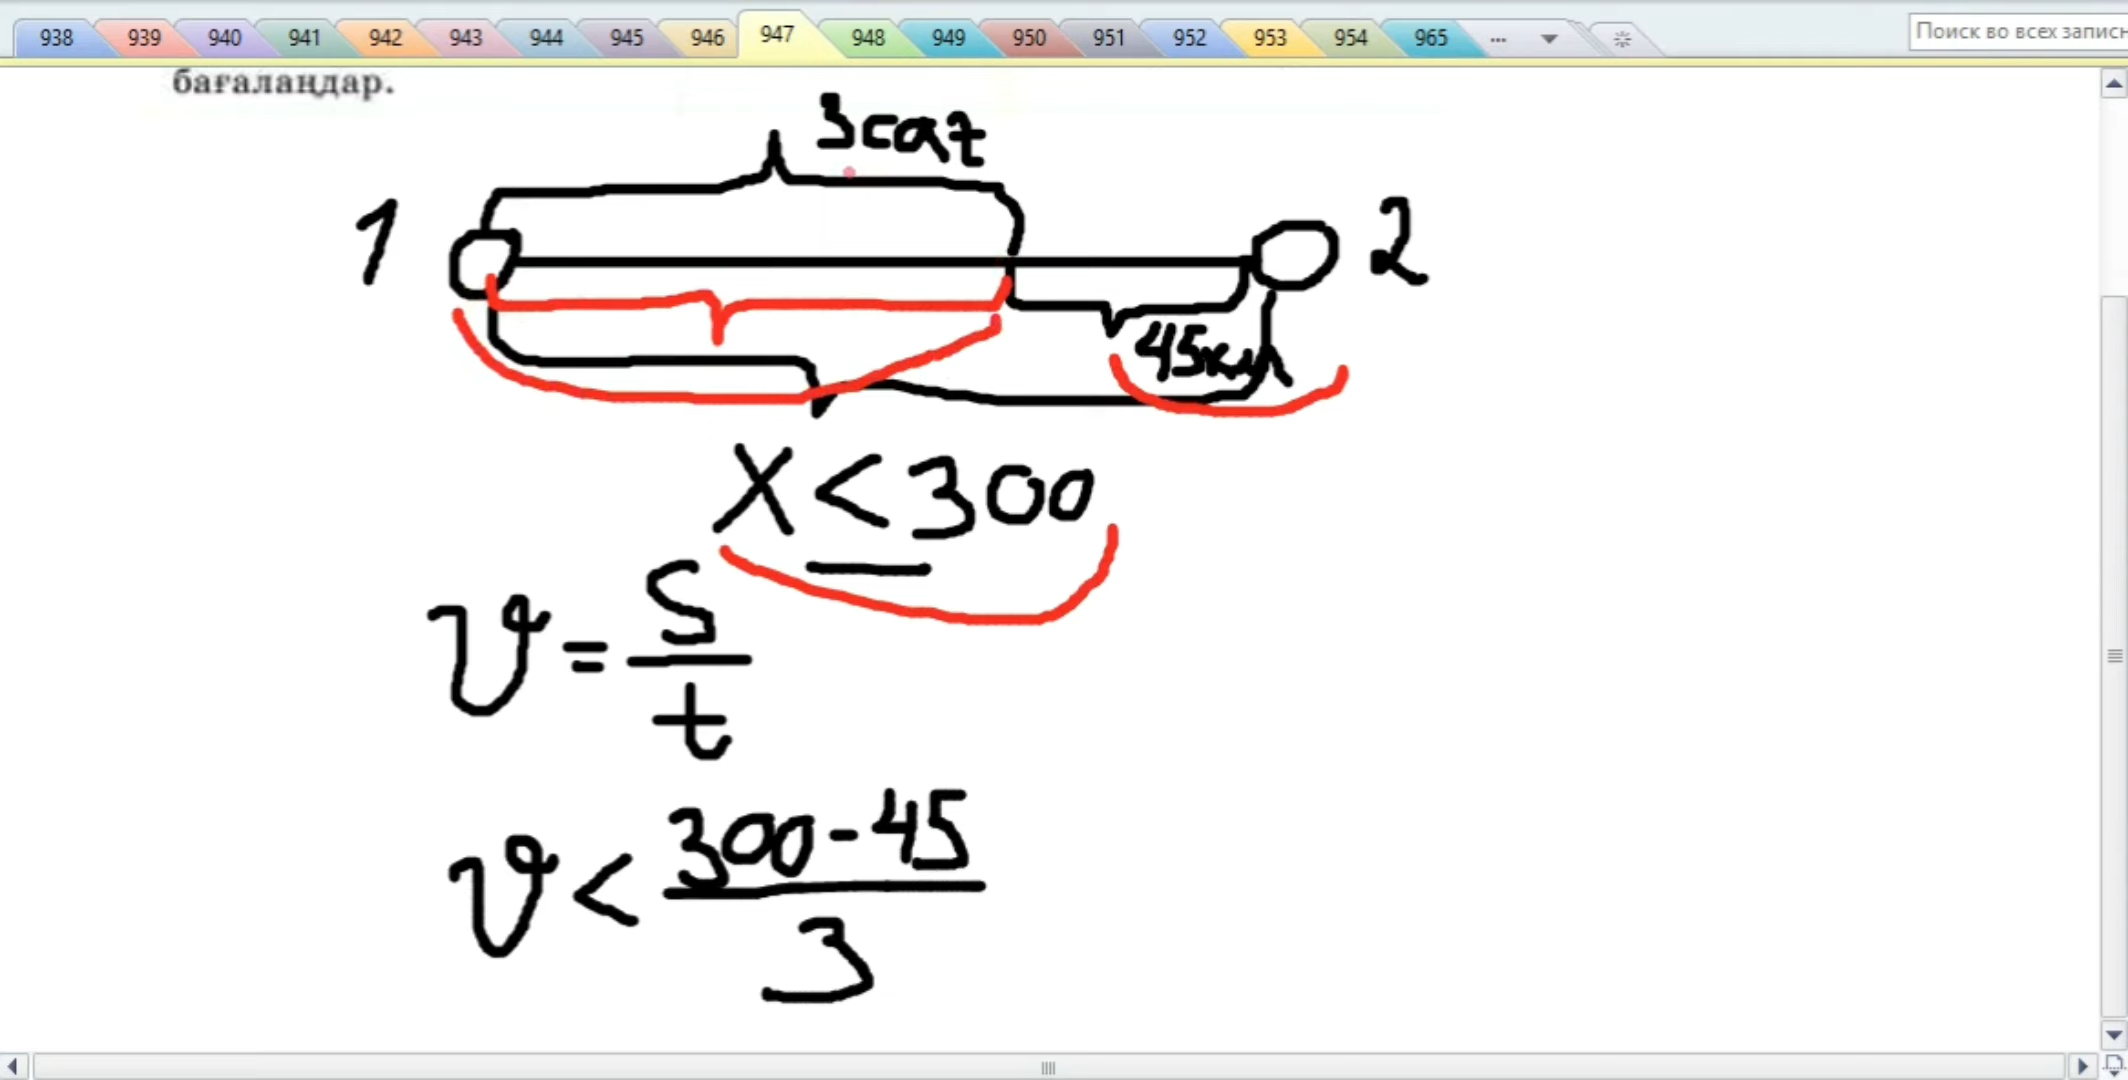 938 939 940 941 942 943 944 945 946 947 948 949 950 951 952 953 954 965 ...
Поиск во всех записн
бағалаңдар.
3сағ
1 2
45км
X < 300
v = S/t
v < 300-45/3